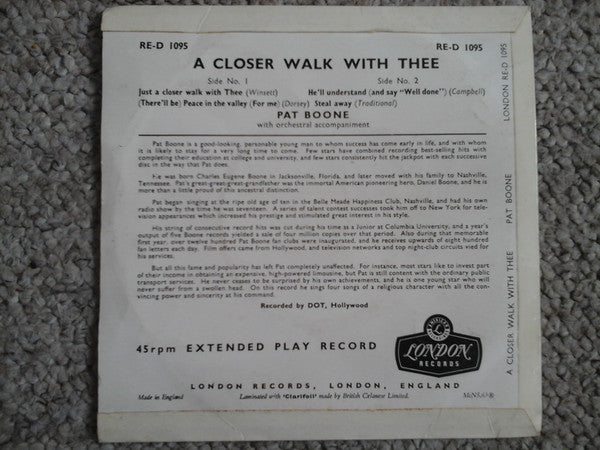 RE-D 1095 RE-D 1095
A CLOSER WALK WITH THEE
Side No. 1 Side No. 2
Just a closer walk with Thee (Winsett) He'll understand (and say "Well done") (Campbell)
(There'll be) Peace in the valley (For me) (Dorsey) Steal away (Traditional)
PAT BOONE
with orchestral accompaniment
Pat Boone is a good-looking, personable young man to whom success has come early in life, and with whom
it is likely to stay for a very long time to come. Few stars have combined recording best-selling hits with
completing their education at college and university, and few stars consistently hit the jackpot with each successive
disc in the way that Pat does.
He was born Charles Eugene Boone in Jacksonville, Florida, and later moved with his family to Nashville,
Tennessee. Pat's great-great-great-grandfather was the immortal American pioneering hero, Daniel Boone, and he is
more than a little proud of this ancestral distinction.
Pat began singing at the ripe old age of ten in the Belle Meade Happiness Club, Nashville, and had his own
radio show by the time he was seventeen. A series of talent contest successes took him off to New York for tele-
vision appearances which increased his prestige and stimulated great interest in his style.
His string of consecutive record hits was cut during his time as a Junior at Columbia University, and a year's
output of five Boone records yielded a sale of four million copies over that period. Also during that memorable
first year, over twelve hundred Pat Boone fan clubs were inaugurated, and he receives upwards of eight hundred
fan letters each day. Film offers came from Hollywood, and television networks and top night-club circuits vied for
his services.
But all this fame and popularity has left Pat completely unaffected. For instance, most stars like to invest part
of their income in obtaining an expensive, high-powered limousine, but Pat is still content with the ordinary public
transport services. He never ceases to be surprised by his own achievements, and he is one young star who will
never suffer from a swollen head. On this record he sings four songs of a religious character with all the con-
vincing power and sincerity at his command.
Recorded by DOT, Hollywood
45 rpm EXTENDED PLAY RECORD
LONDON
RECORDS
LONDON RECORDS, LONDON, ENGLAND
Made in England Laminated with 'Clarifoil' made by British Celanese Limited.
A CLOSER WALK WITH THEE PAT BOONE LONDON RE-D 1095